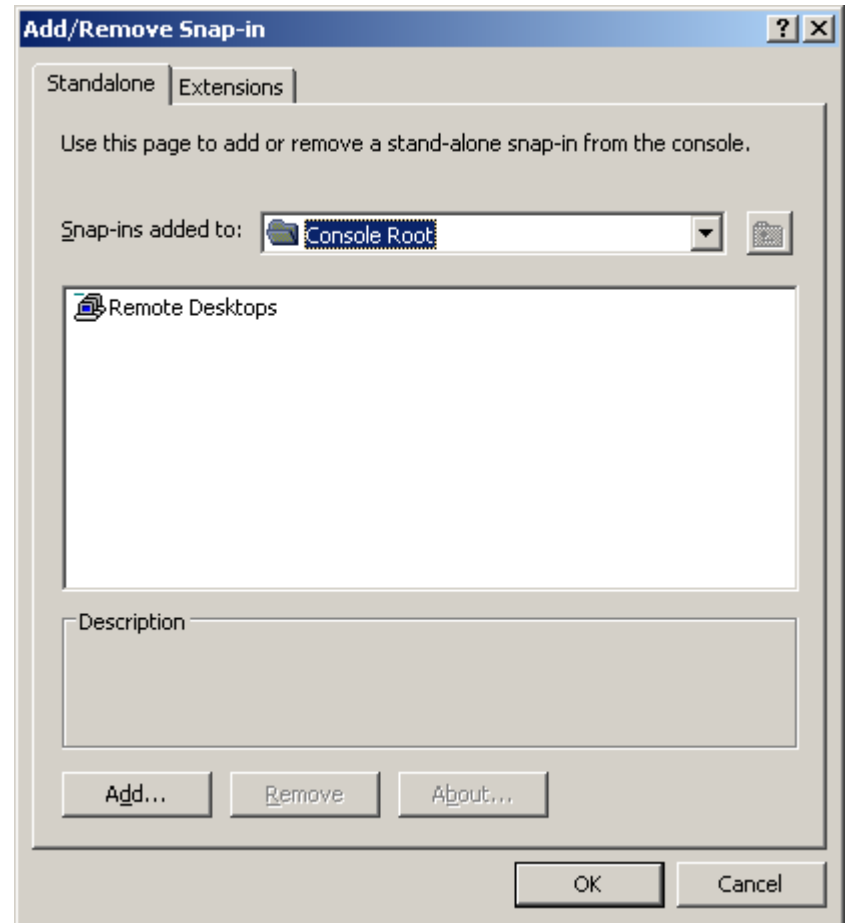 Add/Remove Snap-in
Standalone
Extensions
Use this page to add or remove a stand-alone snap-in from the console.
Snap-ins added to:
Console Root
Remote Desktops
Description
Add...
Remove
About...
OK
Cancel